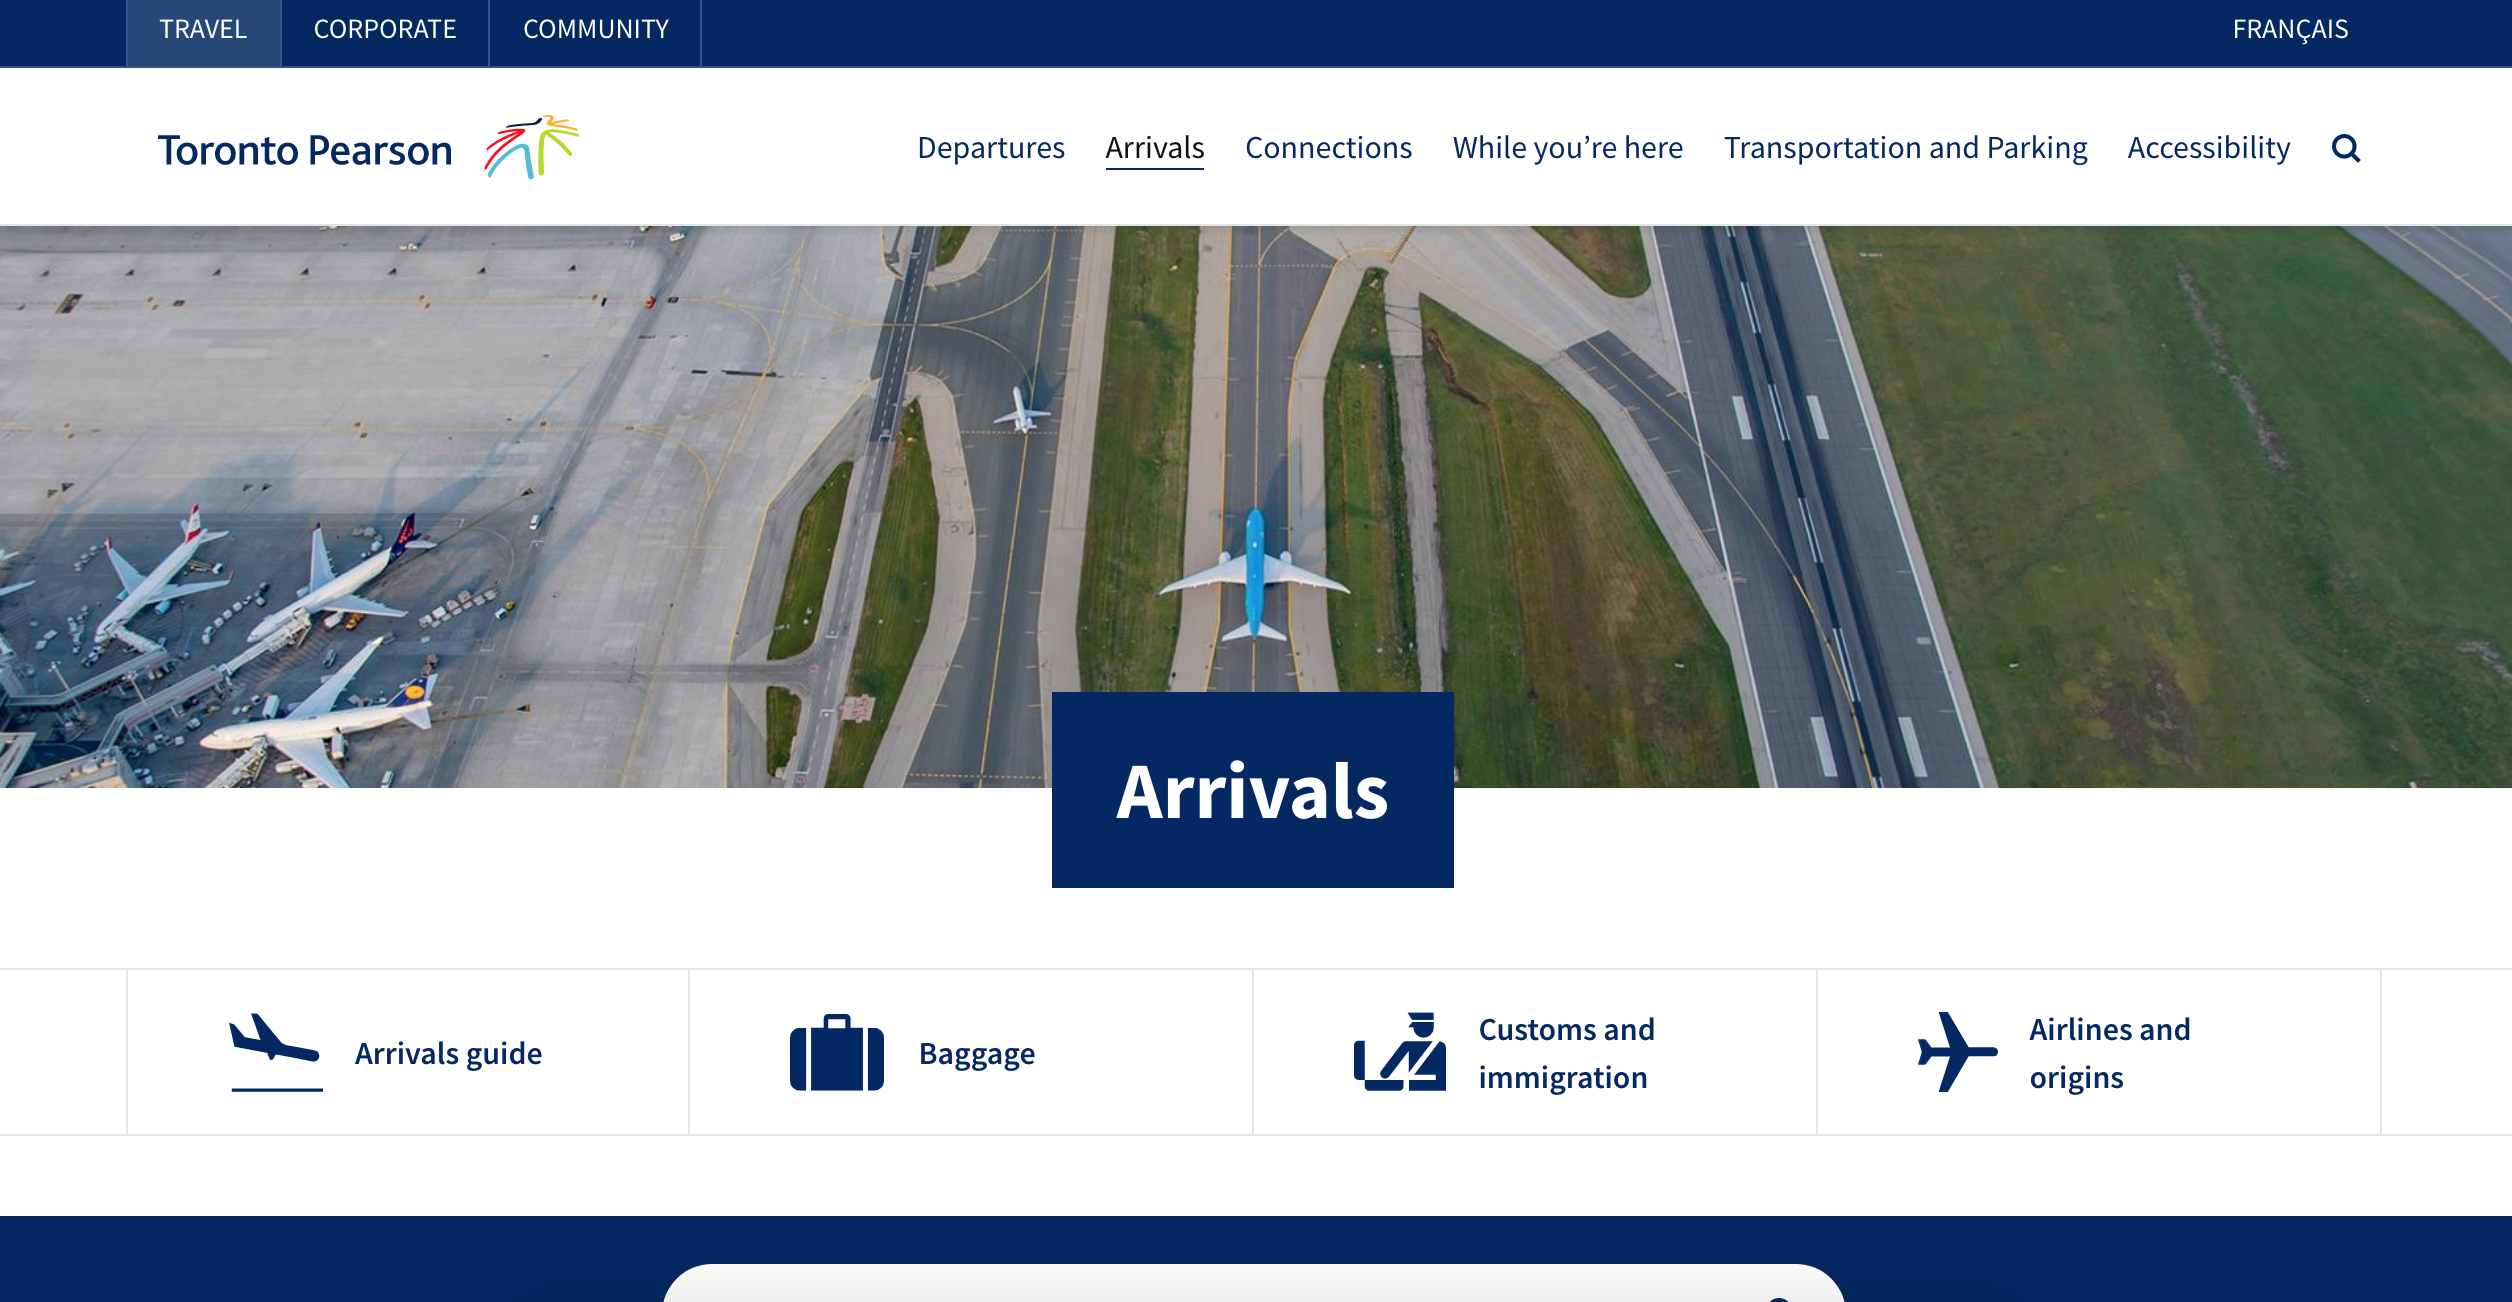 TRAVEL
CORPORATE
COMMUNITY
FRANÇAIS
Toronto Pearson
Departures
Arrivals
Connections
While you’re here
Transportation and Parking
Accessibility
Arrivals
Arrivals guide
Baggage
Customs and
immigration
Airlines and
origins